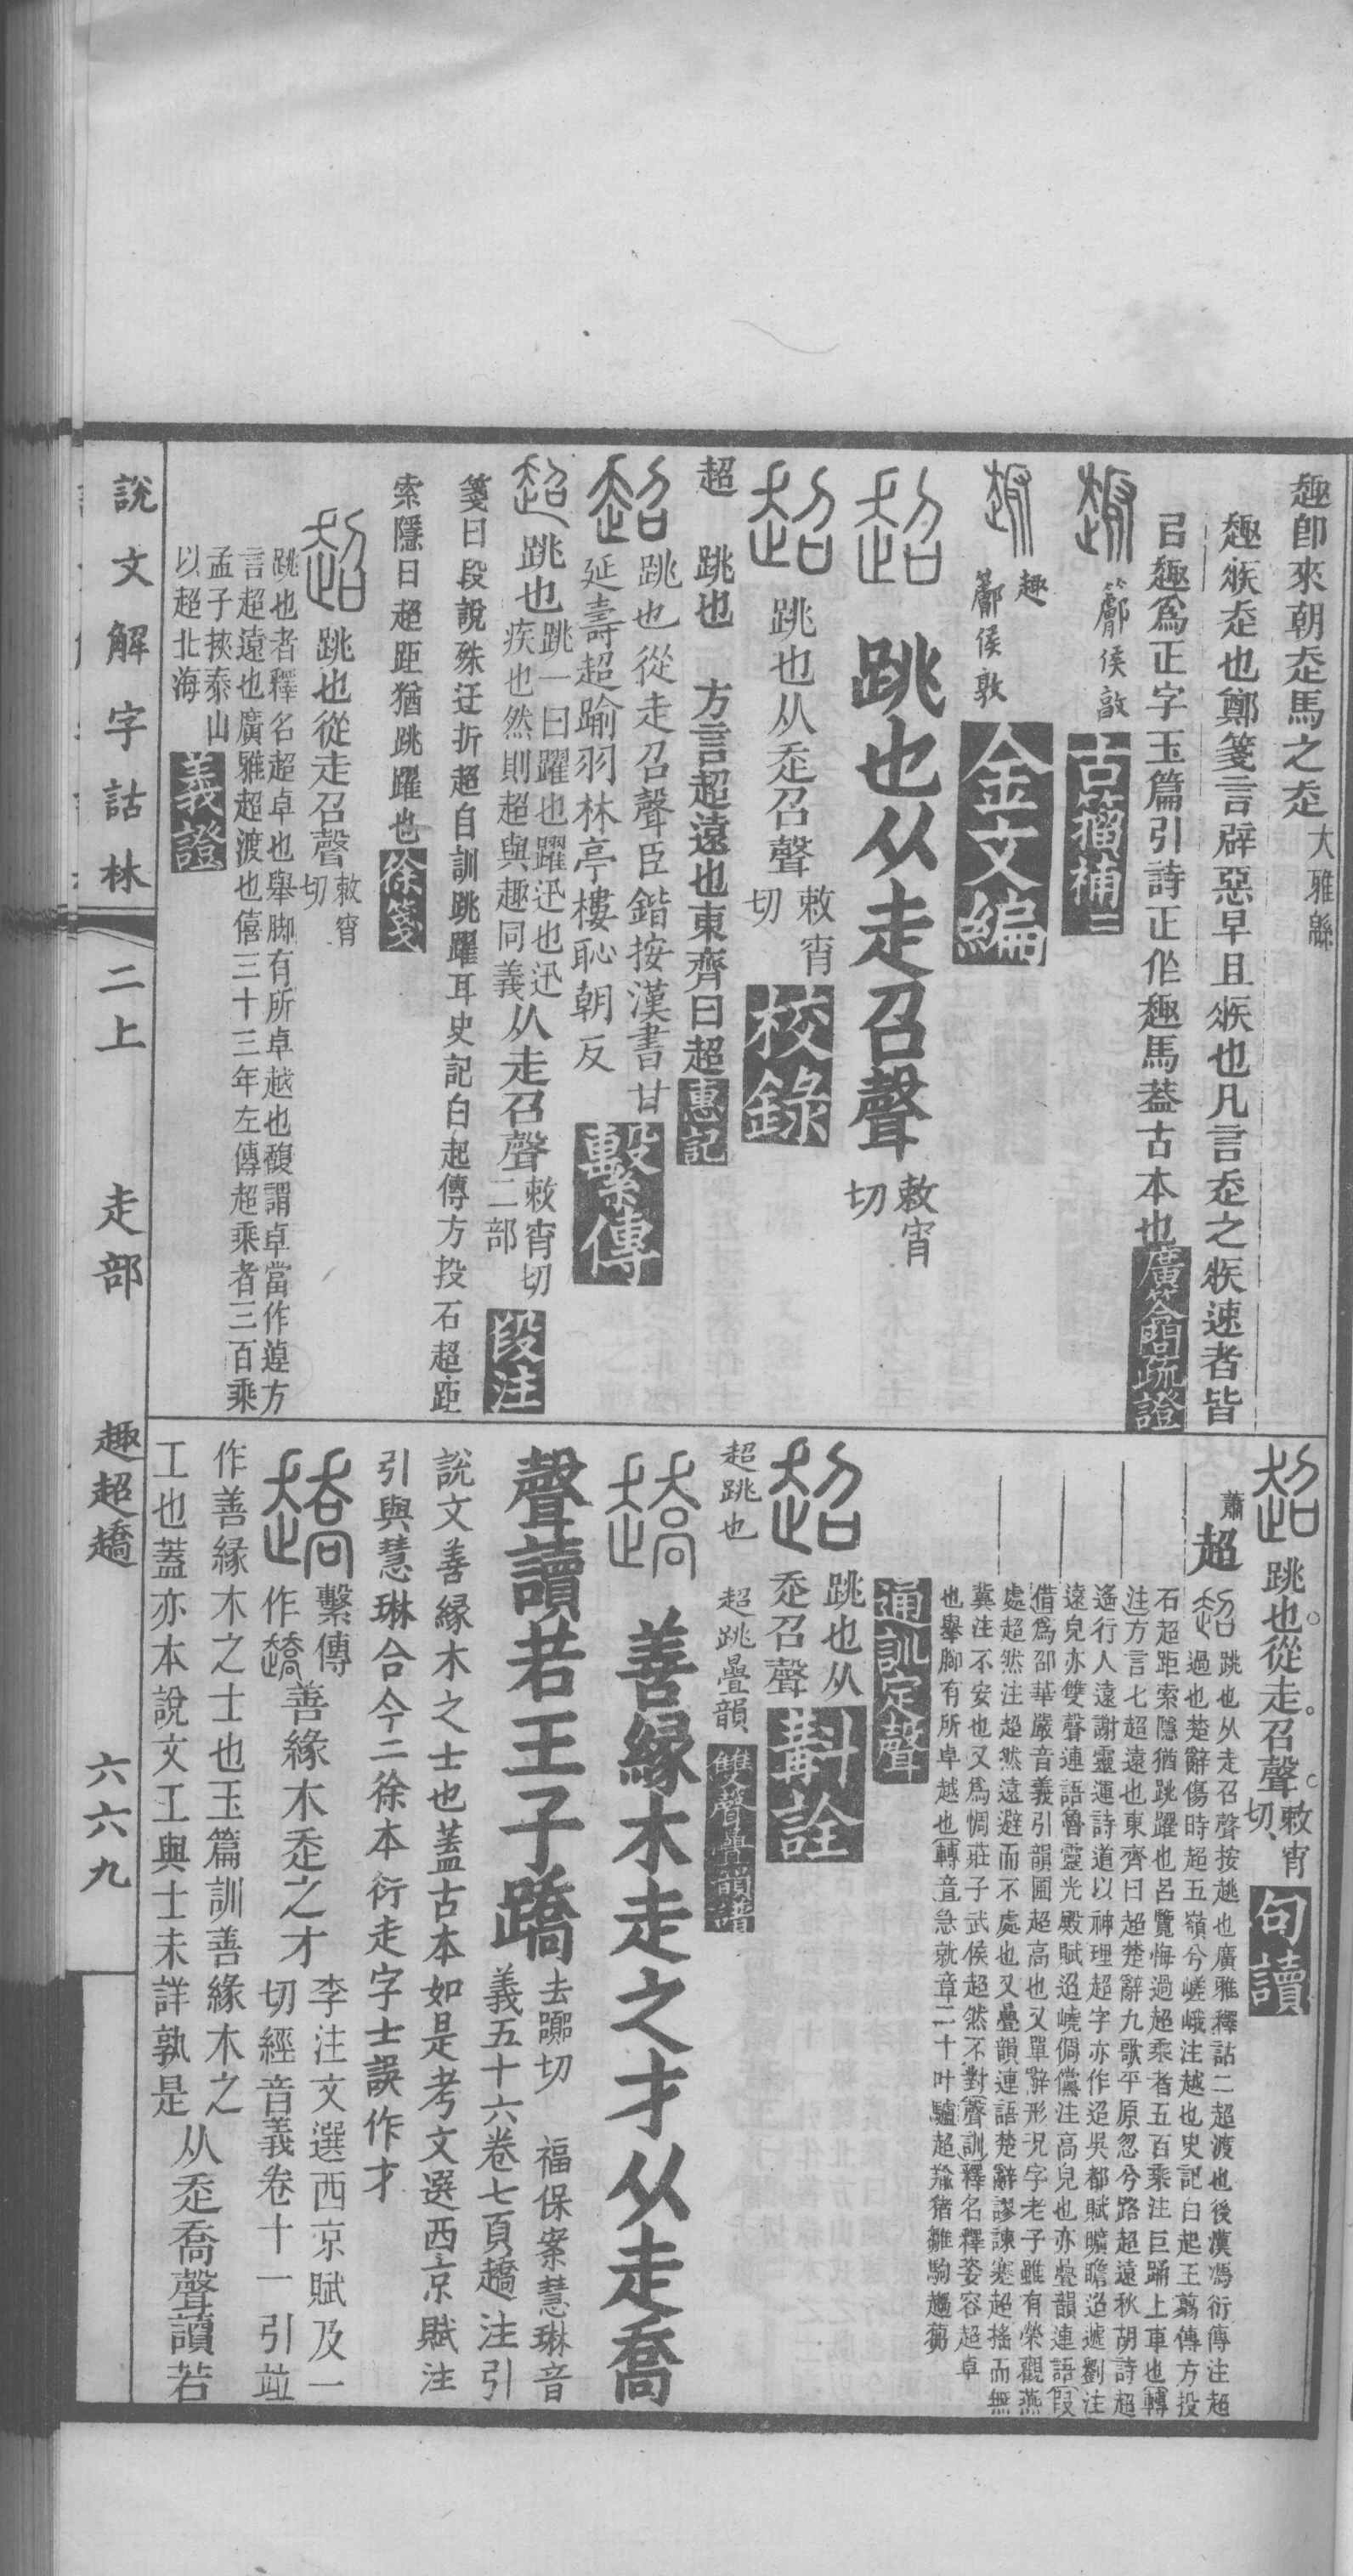 趣卽來朝𧺆馬之𧺆大雅緜
趣疾𧺆也鄭箋言辟惡早且疾也凡言𧺆之疾速者皆
㠯趣爲正字玉篇引詩正作趣馬蓋古本也廣答問疏證
簠侯敦
古籀補二
趣
簠侯敦
金文編
超
跳也从走召聲敕宵切
超
跳也从𧺆召聲敕宵切
校錄
超 跳也 方言超遠也東齊曰超惠記
超
跳也從走召聲臣鍇按漢書甘
延壽超踰羽林亭樓恥朝反
繫傳
超
跳也跳一曰躍也躍迅也迅
疾也然則超與趣同義从走召聲敕宵切
二部
段注
箋曰段說殊迂折超自訓跳躍耳史記白起傳方投石超距
索隱曰超距猶跳躍也徐箋
超
跳也從走召聲敕宵切
跳也者釋名超卓也舉脚有所卓越也馥謂卓當作趠方
言超遠也廣雅超渡也僖三十三年左傳超乘者三百乘
孟子挾泰山
以超北海
義證
超
跳也從走召聲敕宵切
句讀
蕭
超
超
跳也从走召聲按越也廣雅釋詁二超渡也後漢馮衍傳注超
過也楚辭傷時超五嶺兮嵯峨注越也史記白起王翦傳方投
石超距索隱猶跳躍也呂覽悔過超乘者五百乘注巨踊上車也轉
注方言七超遠也東齊曰超楚辭九歌平原忽兮路超遠秋胡詩超
遙行人遠謝靈運詩道以神理超字亦作迢吳都賦曠瞻迢遞劉注
遠皃亦雙聲連語魯靈光殿賦迢嶢倜儻注高皃也亦疊韻連語叚
借爲卲華嚴音義引韻圃超高也又單辭形況字老子雖有榮觀燕
處超然注超然遠避而不處也又疊韻連語楚辭謬諫蹇超搖而無
冀注不安也又爲惆莊子武侯超然不對聲訓釋名釋姿容超卓
也舉脚有所卓越也轉音急就章二十叶驢超羭猪雛駒趨芻
通訓定聲
超
跳也从
𧺆召聲
斠詮
超跳也 超跳疊韻
雙聲疊韻譜
趫
善緣木走之才从走喬
聲讀若王子蹻去嚻切 福保案慧琳音
義五十六卷七頁趫注引
說文善緣木之士也蓋古本如是考文選西京賦注
引與慧琳合今二徐本衍走字士誤作才
趫
繫傳
作趫
善緣木𧺆之才李注文選西京賦及一
切經音義卷十一引竝
作善緣木之士也玉篇訓善緣木之
工也蓋亦本說文工與士未詳孰是从𧺆喬聲讀若
說文解字詁林 二上 走部 趣超趫 六六九